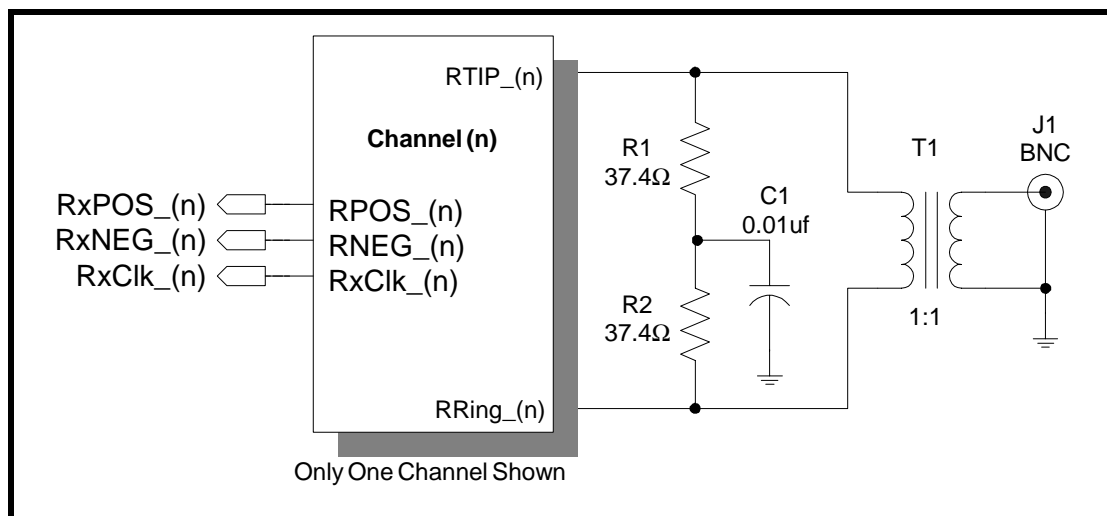 RTIP_(n)
Channel (n)
RxPOS_(n)
RxNEG_(n)
RxClk_(n)
RPOS_(n)
RNEG_(n)
RxClk_(n)
RRing_(n)
Only One Channel Shown
R1
37.4Ω
R2
37.4Ω
C1
0.01uf
T1
1:1
J1
BNC